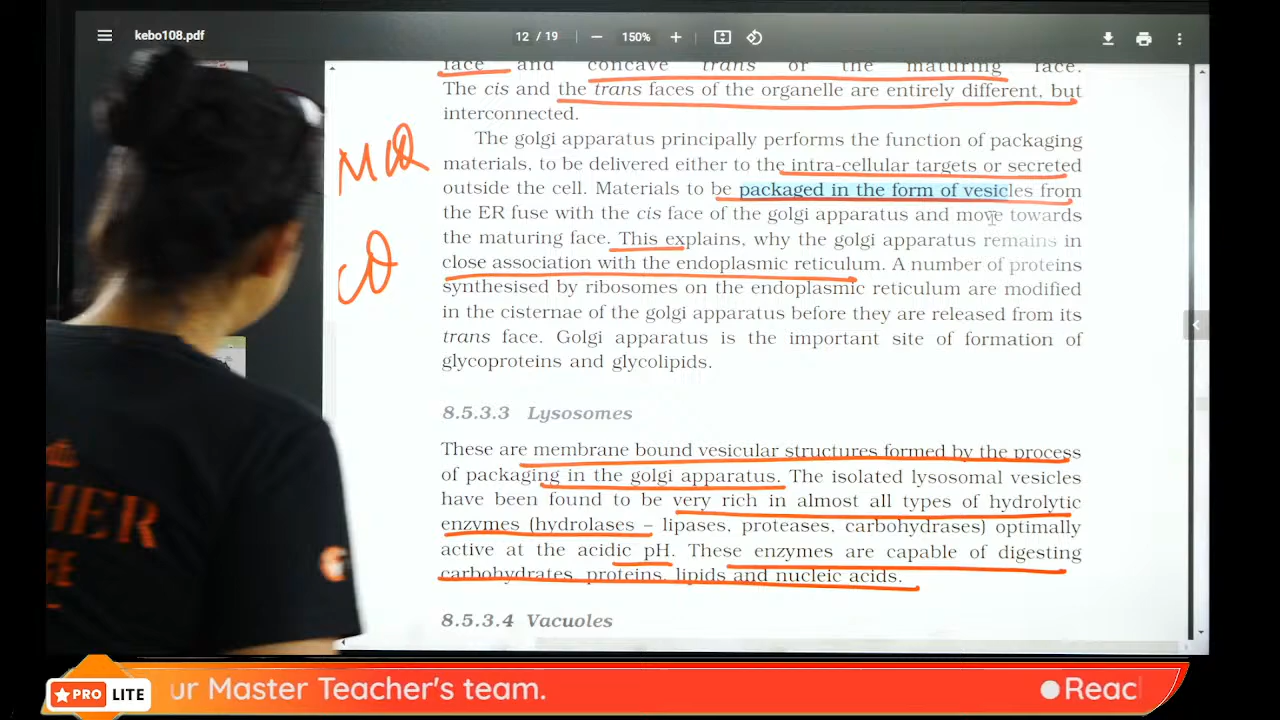 kebo108.pdf
12 / 19
150%
face and concave trans or the maturing face.
The cis and the trans faces of the organelle are entirely different, but
interconnected.
The golgi apparatus principally performs the function of packaging
materials, to be delivered either to the intra-cellular targets or secreted
outside the cell. Materials to be packaged in the form of vesicles from
the ER fuse with the cis face of the golgi apparatus and move towards
the maturing face. This explains, why the golgi apparatus remains in
close association with the endoplasmic reticulum. A number of proteins
synthesised by ribosomes on the endoplasmic reticulum are modified
in the cisternae of the golgi apparatus before they are released from its
trans face. Golgi apparatus is the important site of formation of
glycoproteins and glycolipids.
8.5.3.3 Lysosomes
These are membrane bound vesicular structures formed by the process
of packaging in the golgi apparatus. The isolated lysosomal vesicles
have been found to be very rich in almost all types of hydrolytic
enzymes (hydrolases – lipases, proteases, carbohydrases) optimally
active at the acidic pH. These enzymes are capable of digesting
carbohydrates, proteins, lipids and nucleic acids.
8.5.3.4 Vacuoles
PRO LITE
ur Master Teacher's team.
Reac